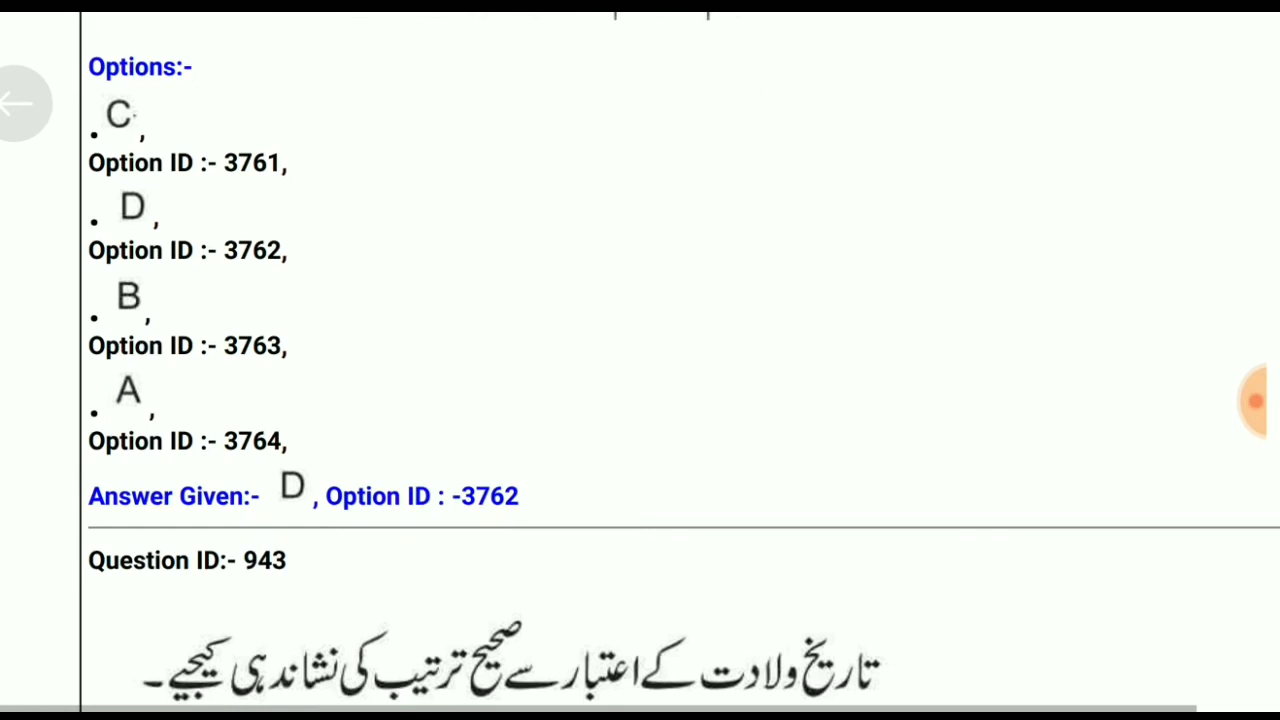 Options:-
. C,
Option ID :- 3761,
. D,
Option ID :- 3762,
. B,
Option ID :- 3763,
. A,
Option ID :- 3764,
Answer Given:- D, Option ID : -3762
Question ID:- 943
تاریخ ولادت کے اعتبار سے صحیح ترتیب کی نشاندہی کیجیے۔